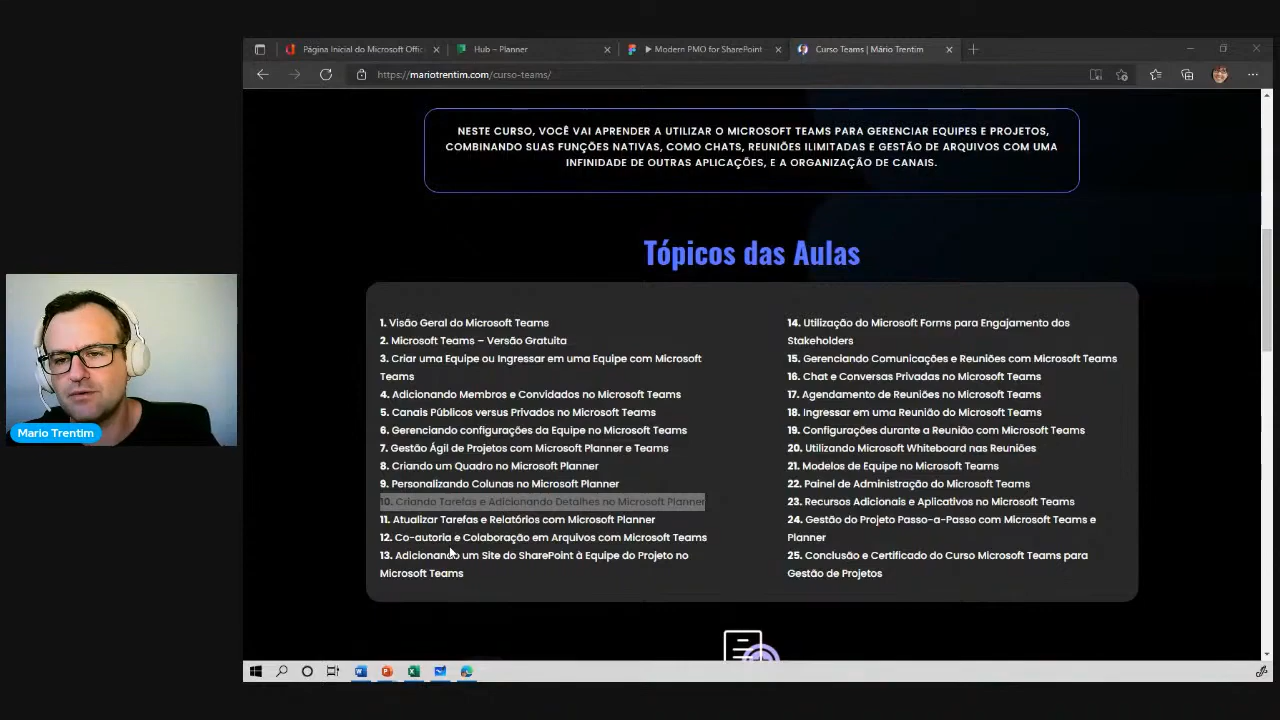 Página Inicial do Microsoft Offic
Hub – Planner
Modern PMO for SharePoint
Curso Teams | Mário Trentim
https://mariotrentim.com/curso-teams/
NESTE CURSO, VOCÊ VAI APRENDER A UTILIZAR O MICROSOFT TEAMS PARA GERENCIAR EQUIPES E PROJETOS,
COMBINANDO SUAS FUNÇÕES NATIVAS, COMO CHATS, REUNIÕES ILIMITADAS E GESTÃO DE ARQUIVOS COM UMA
INFINIDADE DE OUTRAS APLICAÇÕES, E A ORGANIZAÇÃO DE CANAIS.
Tópicos das Aulas
1. Visão Geral do Microsoft Teams
2. Microsoft Teams – Versão Gratuita
3. Criar uma Equipe ou Ingressar em uma Equipe com Microsoft
Teams
4. Adicionando Membros e Convidados no Microsoft Teams
5. Canais Públicos versus Privados no Microsoft Teams
6. Gerenciando configurações da Equipe no Microsoft Teams
7. Gestão Ágil de Projetos com Microsoft Planner e Teams
8. Criando um Quadro no Microsoft Planner
9. Personalizando Colunas no Microsoft Planner
10. Criando Tarefas e Adicionando Detalhes no Microsoft Planner
11. Atualizar Tarefas e Relatórios com Microsoft Planner
12. Co-autoria e Colaboração em Arquivos com Microsoft Teams
13. Adicionando um Site do SharePoint à Equipe do Projeto no
Microsoft Teams
14. Utilização do Microsoft Forms para Engajamento dos
Stakeholders
15. Gerenciando Comunicações e Reuniões com Microsoft Teams
16. Chat e Conversas Privadas no Microsoft Teams
17. Agendamento de Reuniões no Microsoft Teams
18. Ingressar em uma Reunião do Microsoft Teams
19. Configurações durante a Reunião com Microsoft Teams
20. Utilizando Microsoft Whiteboard nas Reuniões
21. Modelos de Equipe no Microsoft Teams
22. Painel de Administração do Microsoft Teams
23. Recursos Adicionais e Aplicativos no Microsoft Teams
24. Gestão do Projeto Passo-a-Passo com Microsoft Teams e
Planner
25. Conclusão e Certificado do Curso Microsoft Teams para
Gestão de Projetos
Mario Trentim